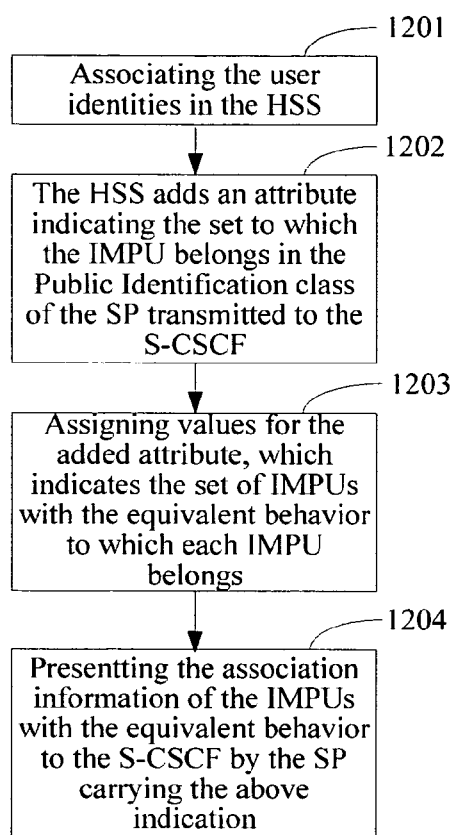 1201
Associating the user
identities in the HSS
1202
The HSS adds an attribute
indicating the set to which
the IMPU belongs in the
Public Identification class
of the SP transmitted to the
S-CSCF
1203
Assigning values for the
added attribute, which
indicates the set of IMPUs
with the equivalent behavior
to which each IMPU
belongs
1204
Presentting the association
information of the IMPUs
with the equivalent behavior
to the S-CSCF by the SP
carrying the above
indication